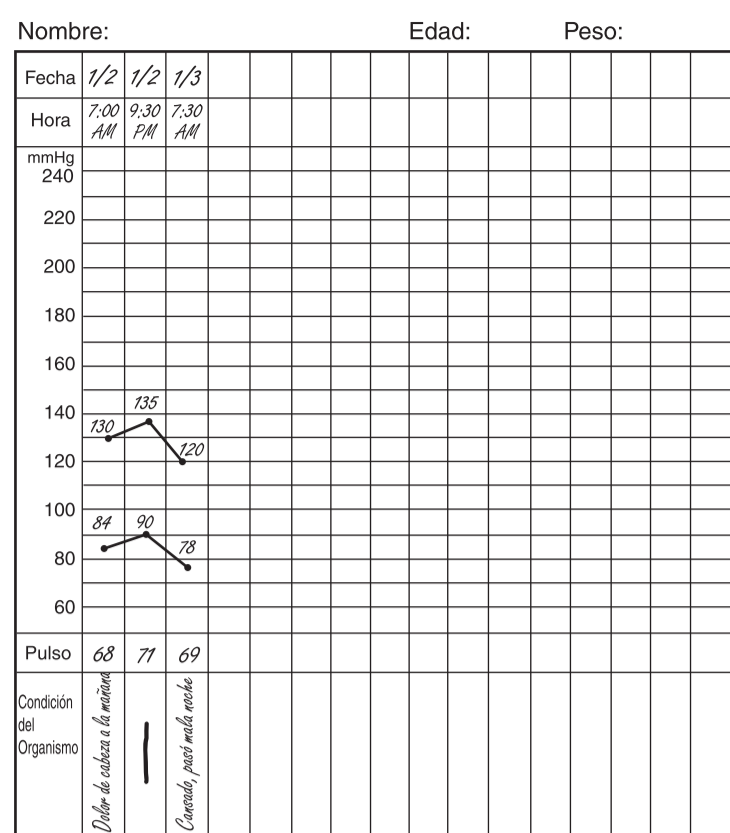 Nombre: Edad: Peso:
Fecha 1/2 1/2 1/3
Hora 7:00 AM 9:30 PM 7:30 AM
mmHg
240
220
200
180
160
140 135
130
120 120
100
84 90
80 78
60
Pulso 68 71 69
Condición
del
Organismo
Dolor de cabeza a la mañana
Cansado, pasó mala noche